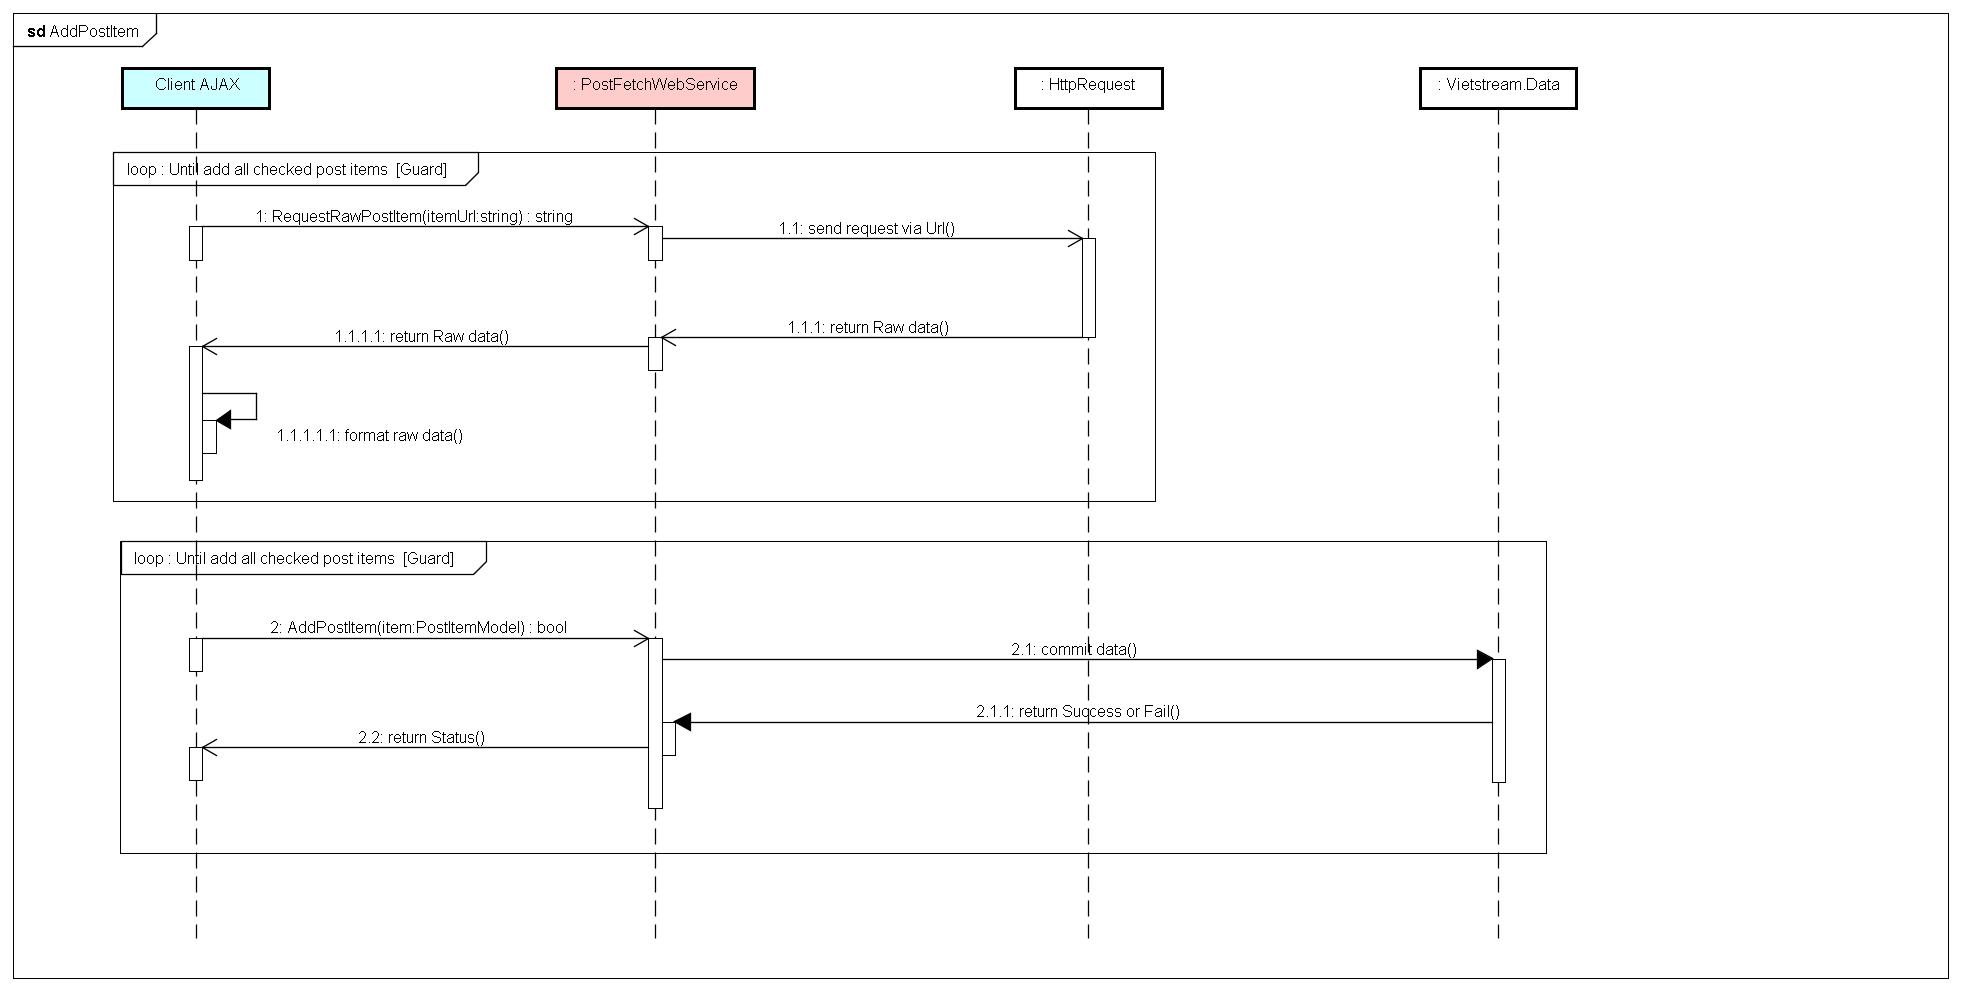 sd AddPostItem
Client AJAX
: PostFetchWebService
: HttpRequest
: Vietstream.Data
loop : Until add all checked post items [Guard]
1: RequestRawPostItem(itemUrl:string) : string
1.1: send request via Url()
1.1.1: return Raw data()
1.1.1.1: return Raw data()
1.1.1.1.1: format raw data()
loop : Until add all checked post items [Guard]
2: AddPostItem(item:PostItemModel) : bool
2.1: commit data()
2.1.1: return Success or Fail()
2.2: return Status()